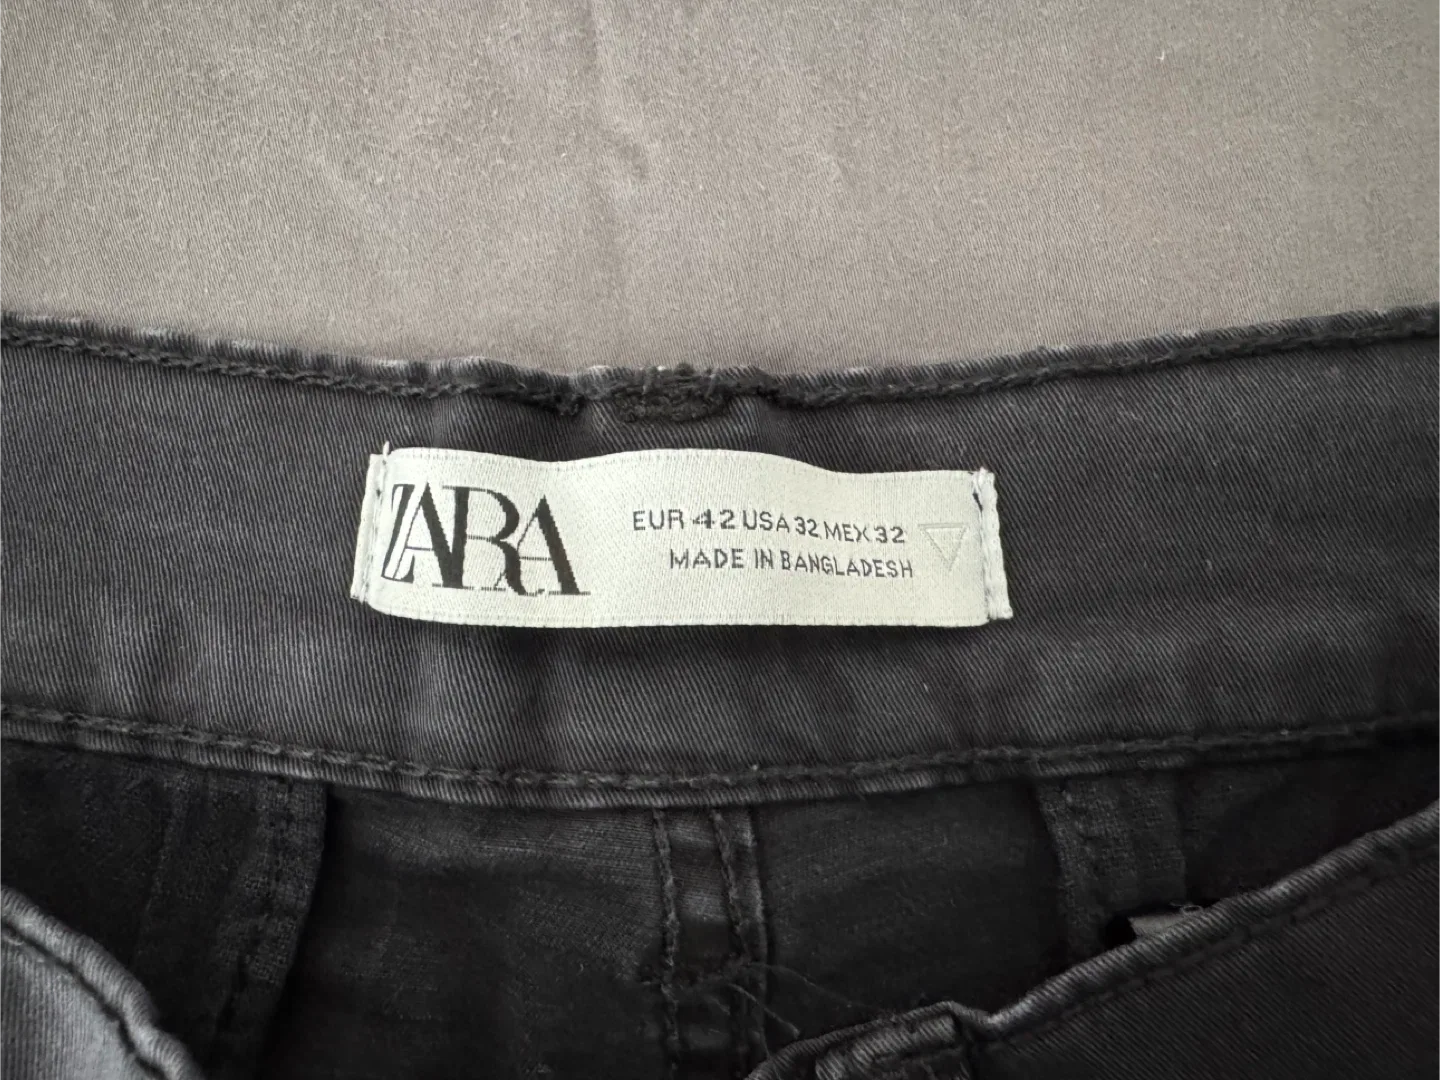 ZARA
EUR 42 USA 32 MEX 32
MADE IN BANGLADESH